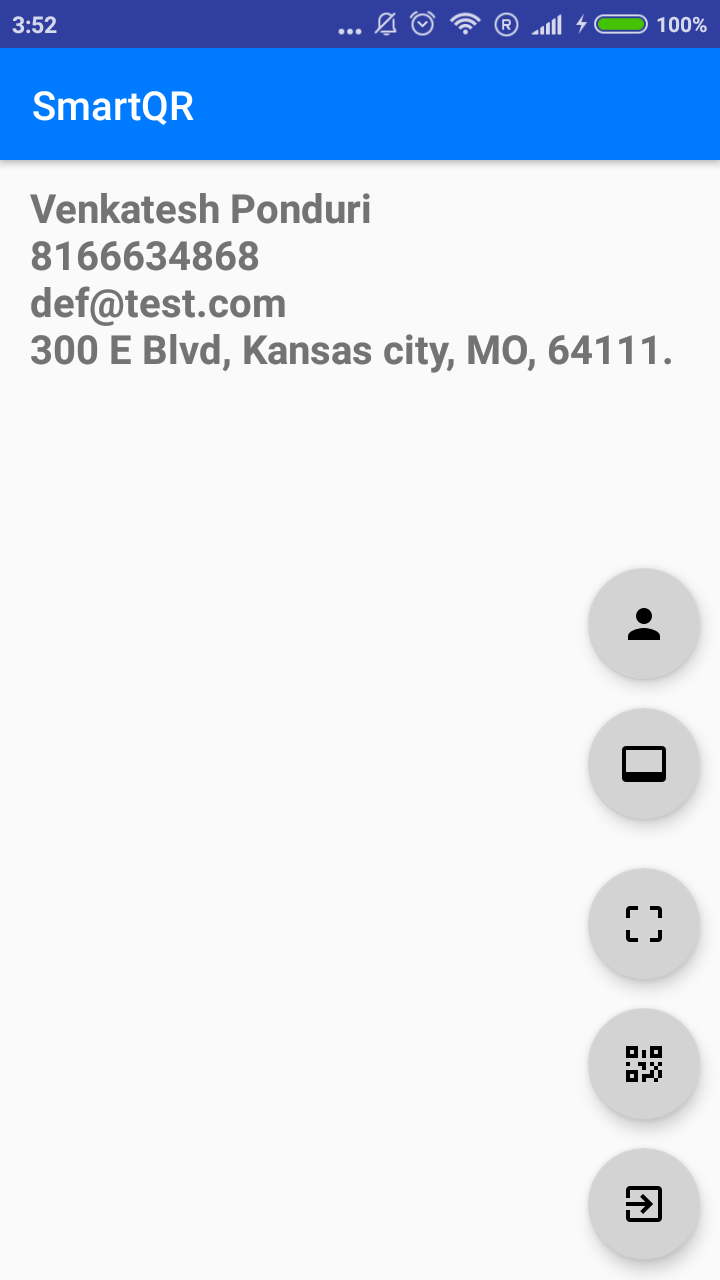 3:52
100%
SmartQR
Venkatesh Ponduri
8166634868
def@test.com
300 E Blvd, Kansas city, MO, 64111.